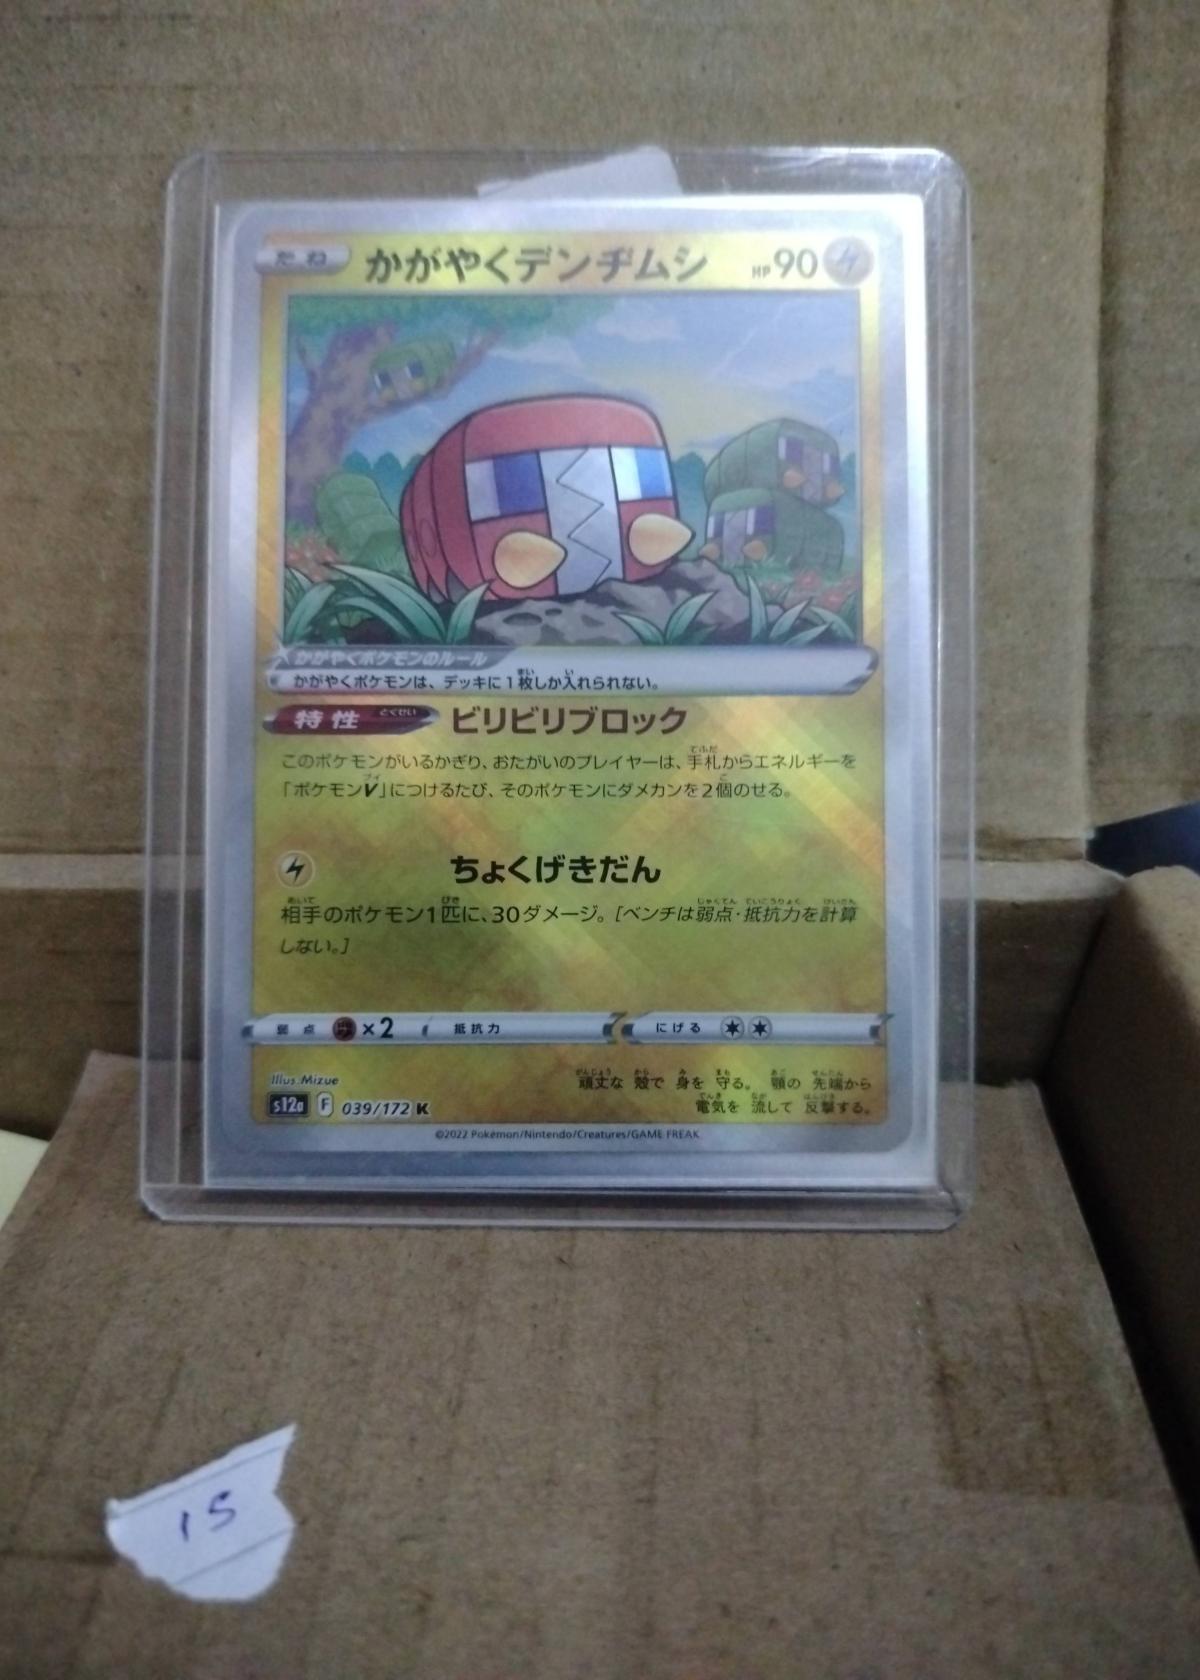 たね かがやくデンヂムシ HP90
かがやくポケモンのルール
かがやくポケモンは、デッキに1枚しか入れられない。
特性 とくせい ビリビリブロック
このポケモンがいるかぎり、おたがいのプレイヤーは、手札からエネルギーを
「ポケモンV」につけるたび、そのポケモンにダメカンを2個のせる。
ちょくげきだん
相手のポケモン1匹に、30ダメージ。[ベンチは弱点・抵抗力を計算
しない。]
弱点 ×2 抵抗力 にげる
Illus. Mizue
頑丈な 殻で 身を 守る。 顎の 先端から
s12a F 039/172 K
電気を 流して 反撃する。
©2022 Pokémon/Nintendo/Creatures/GAME FREAK
15